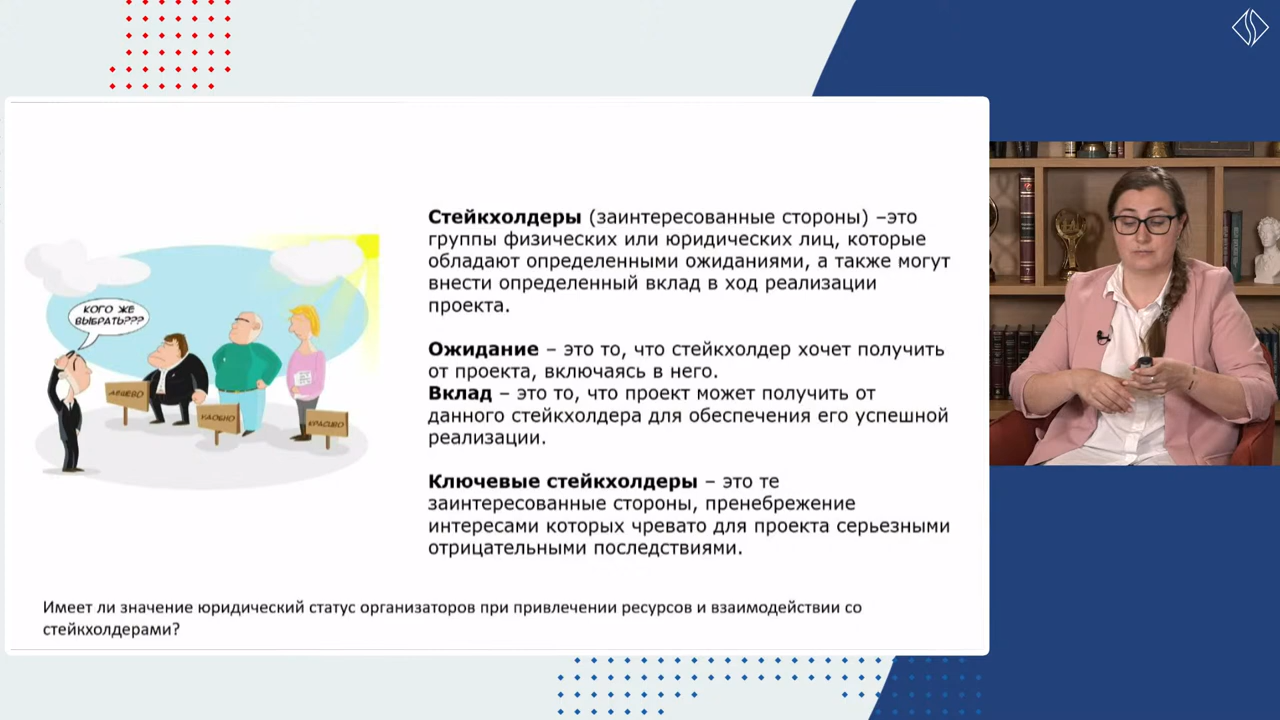 КОГО ЖЕ
ВЫБРАТЬ???
ДЕШЕВО
УДОБНО
КРАСИВО
Стейкхолдеры (заинтересованные стороны) –это
группы физических или юридических лиц, которые
обладают определенными ожиданиями, а также могут
внести определенный вклад в ход реализации
проекта.
Ожидание – это то, что стейкхолдер хочет получить
от проекта, включаясь в него.
Вклад – это то, что проект может получить от
данного стейкхолдера для обеспечения его успешной
реализации.
Ключевые стейкхолдеры – это те
заинтересованные стороны, пренебрежение
интересами которых чревато для проекта серьезными
отрицательными последствиями.
Имеет ли значение юридический статус организаторов при привлечении ресурсов и взаимодействии со
стейкхолдерами?